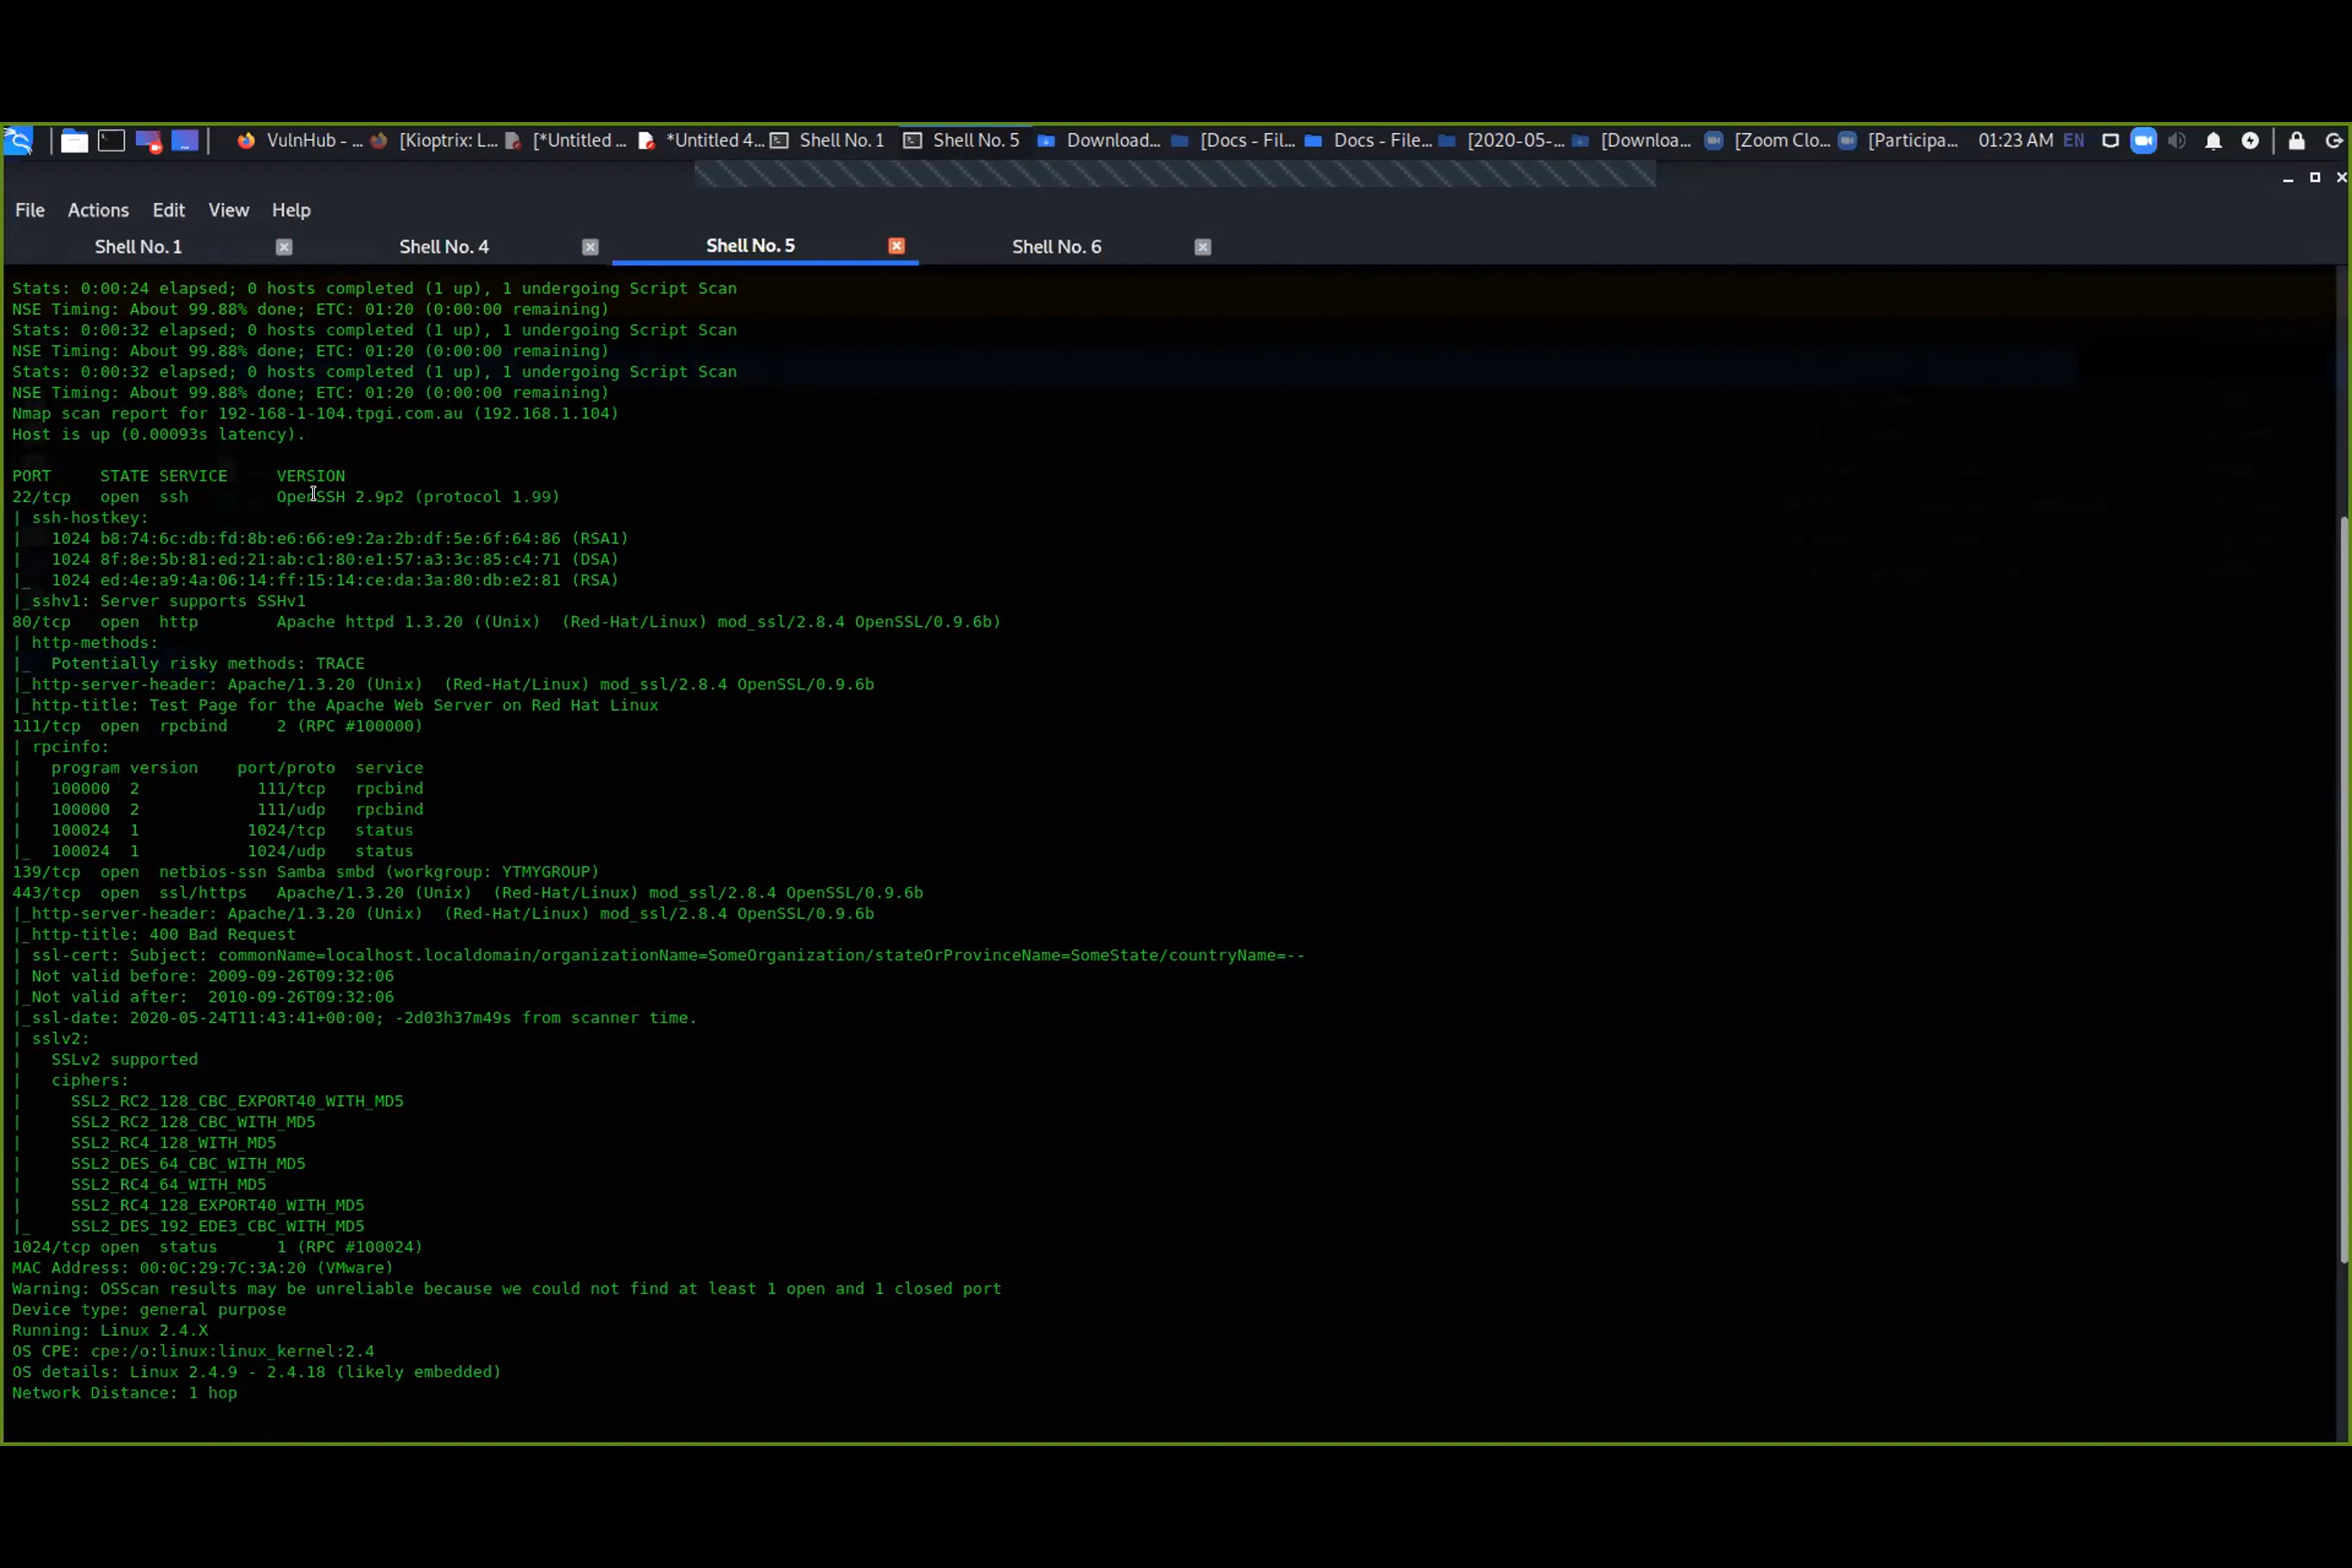 VulnHub - ... [Kioptrix: L... [*Untitled ... *Untitled 4... Shell No. 1 Shell No. 5 Download... [Docs - Fil... Docs - File... [2020-05-... [Downloa... [Zoom Clo... [Participa... 01:23 AM EN
File Actions Edit View Help
Shell No. 1 Shell No. 4 Shell No. 5 Shell No. 6
Stats: 0:00:24 elapsed; 0 hosts completed (1 up), 1 undergoing Script Scan
NSE Timing: About 99.88% done; ETC: 01:20 (0:00:00 remaining)
Stats: 0:00:32 elapsed; 0 hosts completed (1 up), 1 undergoing Script Scan
NSE Timing: About 99.88% done; ETC: 01:20 (0:00:00 remaining)
Stats: 0:00:32 elapsed; 0 hosts completed (1 up), 1 undergoing Script Scan
NSE Timing: About 99.88% done; ETC: 01:20 (0:00:00 remaining)
Nmap scan report for 192-168-1-104.tpgi.com.au (192.168.1.104)
Host is up (0.00093s latency).
PORT     STATE SERVICE     VERSION
22/tcp   open  ssh         OpenSSH 2.9p2 (protocol 1.99)
| ssh-hostkey:
|   1024 b8:74:6c:db:fd:8b:e6:66:e9:2a:2b:df:5e:6f:64:86 (RSA1)
|   1024 8f:8e:5b:81:ed:21:ab:c1:80:e1:57:a3:3c:85:c4:71 (DSA)
|_  1024 ed:4e:a9:4a:06:14:ff:15:14:ce:da:3a:80:db:e2:81 (RSA)
|_sshv1: Server supports SSHv1
80/tcp   open  http        Apache httpd 1.3.20 ((Unix)  (Red-Hat/Linux) mod_ssl/2.8.4 OpenSSL/0.9.6b)
| http-methods:
|_  Potentially risky methods: TRACE
|_http-server-header: Apache/1.3.20 (Unix)  (Red-Hat/Linux) mod_ssl/2.8.4 OpenSSL/0.9.6b
|_http-title: Test Page for the Apache Web Server on Red Hat Linux
111/tcp  open  rpcbind     2 (RPC #100000)
| rpcinfo:
|   program version    port/proto  service
|   100000  2            111/tcp   rpcbind
|   100000  2            111/udp   rpcbind
|   100024  1           1024/tcp   status
|_  100024  1           1024/udp   status
139/tcp  open  netbios-ssn Samba smbd (workgroup: YTMYGROUP)
443/tcp  open  ssl/https   Apache/1.3.20 (Unix)  (Red-Hat/Linux) mod_ssl/2.8.4 OpenSSL/0.9.6b
|_http-server-header: Apache/1.3.20 (Unix)  (Red-Hat/Linux) mod_ssl/2.8.4 OpenSSL/0.9.6b
|_http-title: 400 Bad Request
| ssl-cert: Subject: commonName=localhost.localdomain/organizationName=SomeOrganization/stateOrProvinceName=SomeState/countryName=--
| Not valid before: 2009-09-26T09:32:06
|_Not valid after:  2010-09-26T09:32:06
|_ssl-date: 2020-05-24T11:43:41+00:00; -2d03h37m49s from scanner time.
| sslv2:
|   SSLv2 supported
|   ciphers:
|     SSL2_RC2_128_CBC_EXPORT40_WITH_MD5
|     SSL2_RC2_128_CBC_WITH_MD5
|     SSL2_RC4_128_WITH_MD5
|     SSL2_DES_64_CBC_WITH_MD5
|     SSL2_RC4_64_WITH_MD5
|     SSL2_RC4_128_EXPORT40_WITH_MD5
|_    SSL2_DES_192_EDE3_CBC_WITH_MD5
1024/tcp open  status      1 (RPC #100024)
MAC Address: 00:0C:29:7C:3A:20 (VMware)
Warning: OSScan results may be unreliable because we could not find at least 1 open and 1 closed port
Device type: general purpose
Running: Linux 2.4.X
OS CPE: cpe:/o:linux:linux_kernel:2.4
OS details: Linux 2.4.9 - 2.4.18 (likely embedded)
Network Distance: 1 hop